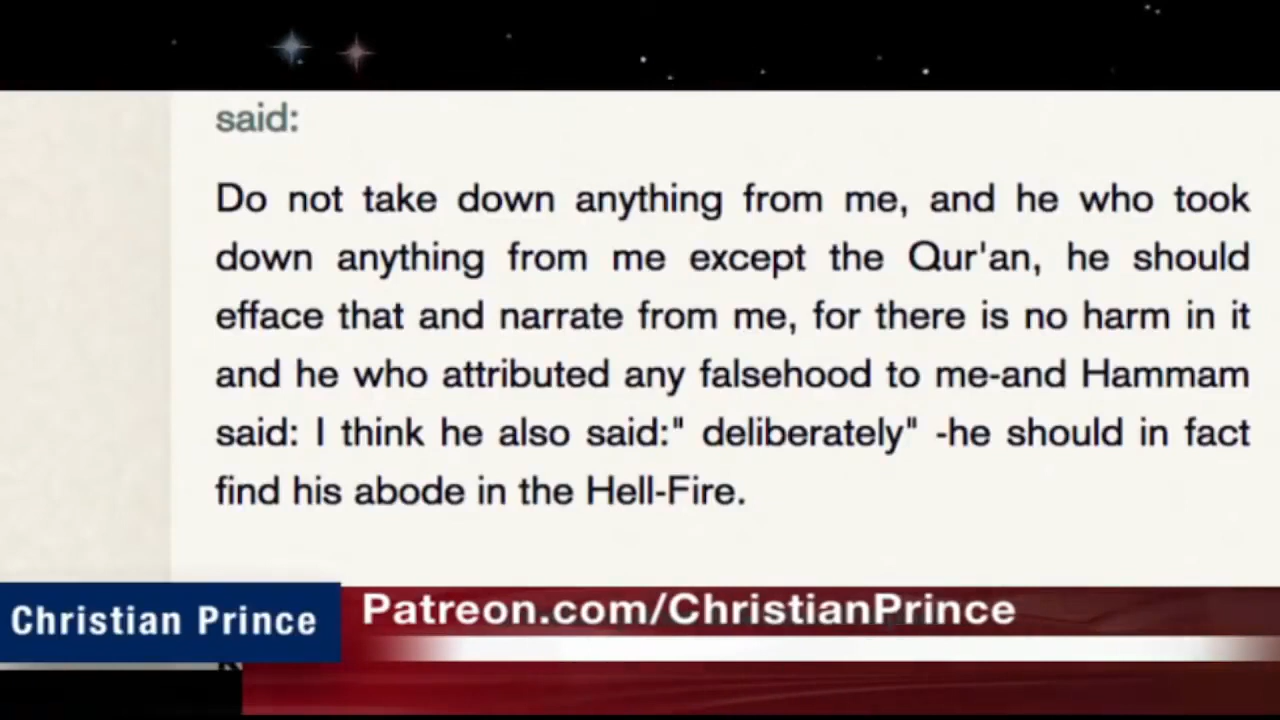 said:
Do not take down anything from me, and he who took
down anything from me except the Qur'an, he should
efface that and narrate from me, for there is no harm in it
and he who attributed any falsehood to me-and Hammam
said: I think he also said:" deliberately" -he should in fact
find his abode in the Hell-Fire.
Christian Prince
Patreon.com/ChristianPrince